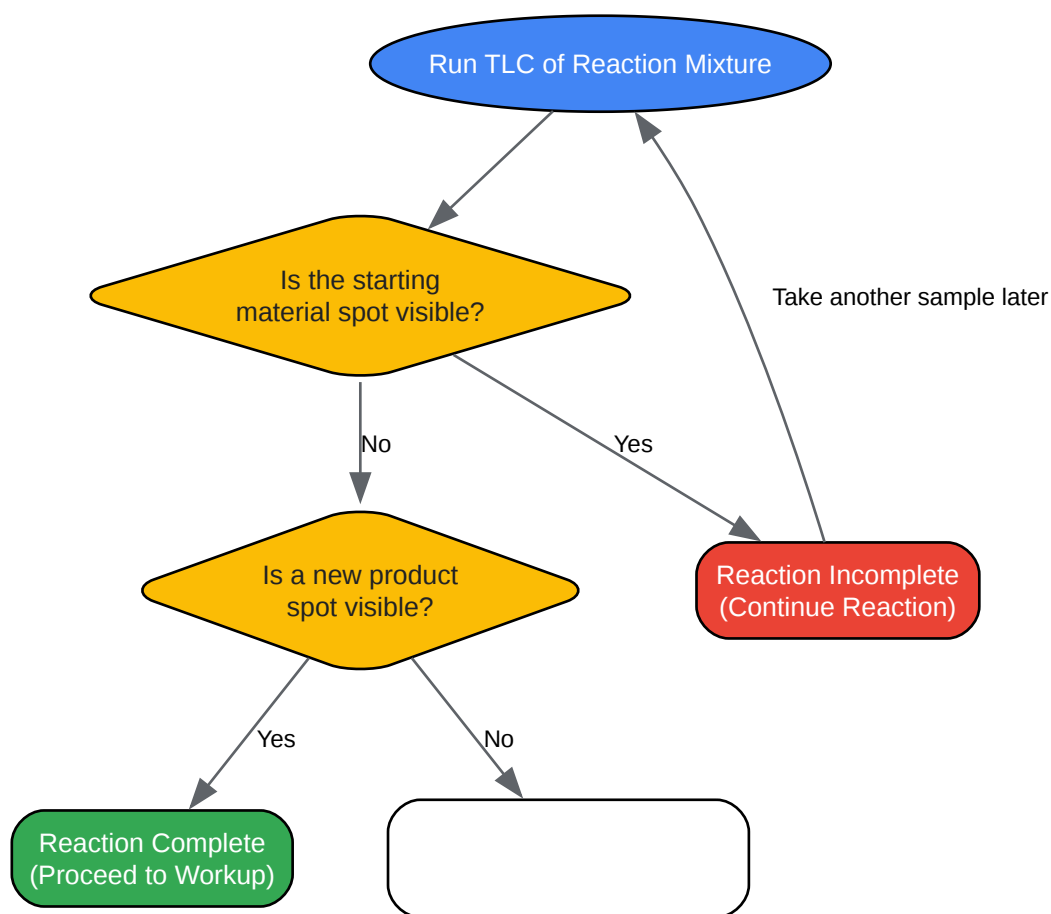 Run TLC of Reaction Mixture
Is the starting
material spot visible?
Take another sample later
No
Yes
Is a new product
spot visible?
Reaction Incomplete
(Continue Reaction)
Yes
No
Reaction Complete
(Proceed to Workup)